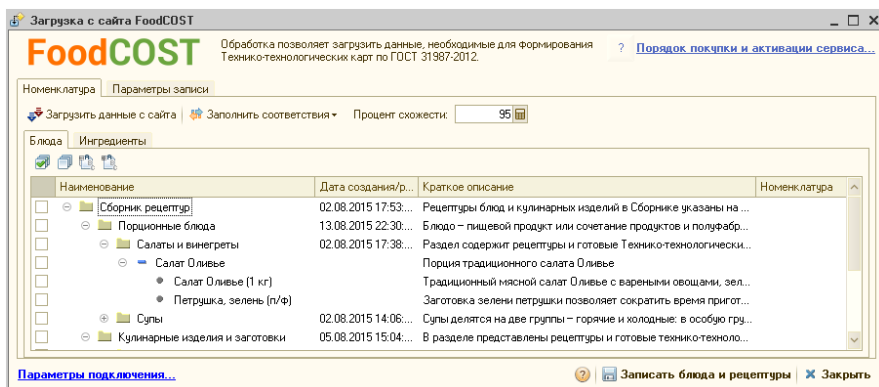 Загрузка с сайта FoodCOST
FoodCOST
Обработка позволяет загрузить данные, необходимые для формирования
Технико-технологических карт по ГОСТ 31987-2012.
? Порядок покупки и активации сервиса...
Номенклатура Параметры записи
Загрузить данные с сайта Заполнить соответствия Процент схожести: 95
Блюда Ингредиенты
Наименование Дата создания/р... Краткое описание Номенклатура
Сборник рецептур 02.08.2015 17:53:... Рецептуры блюд и кулинарных изделий в Сборнике указаны на ...
Порционные блюда 13.08.2015 22:30:... Блюдо – пищевой продукт или сочетание продуктов и полуфабр...
Салаты и винегреты 02.08.2015 17:38:... Раздел содержит рецептуры и готовые Технико-технологически...
Салат Оливье Порция традиционного салата Оливье
Салат Оливье (1 кг) Традиционный мясной салат Оливье с вареными овощами, зел...
Петрушка, зелень (п/ф) Заготовка зелени петрушки позволяет сократить время пригот...
Супы 02.08.2015 14:06:... Супы делятся на две группы – горячие и холодные: в особую гру...
Кулинарные изделия и заготовки 05.08.2015 15:04:... В разделе представлены рецептуры и готовые технико-техноло...
Параметры подключения... ? Записать блюда и рецептуры Закрыть